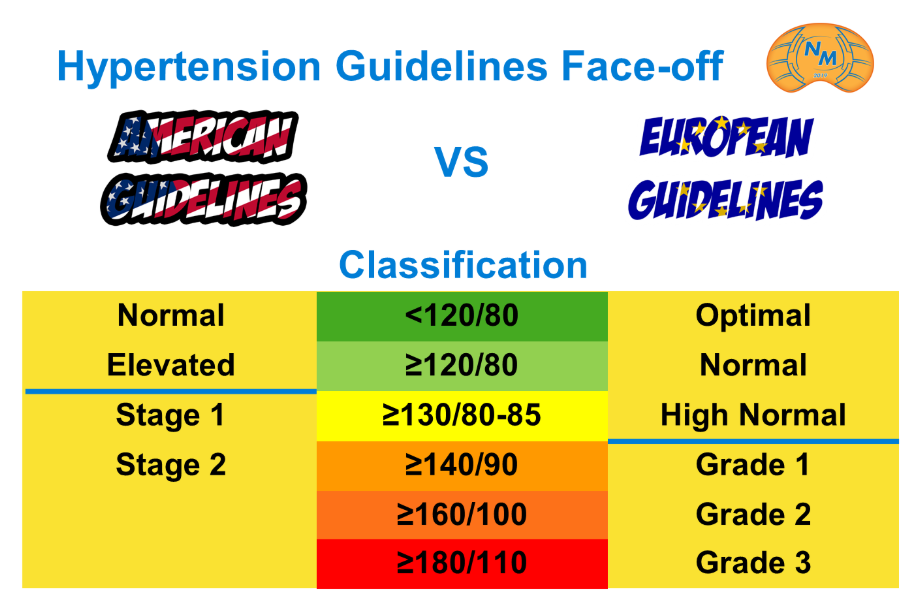 Hypertension Guidelines Face-off
NM
2015
AMERICAN
GUIDELINES
VS
EUROPEAN
GUIDELINES
Classification
Normal <120/80 Optimal
Elevated ≥120/80 Normal
Stage 1 ≥130/80-85 High Normal
Stage 2 ≥140/90 Grade 1
≥160/100 Grade 2
≥180/110 Grade 3